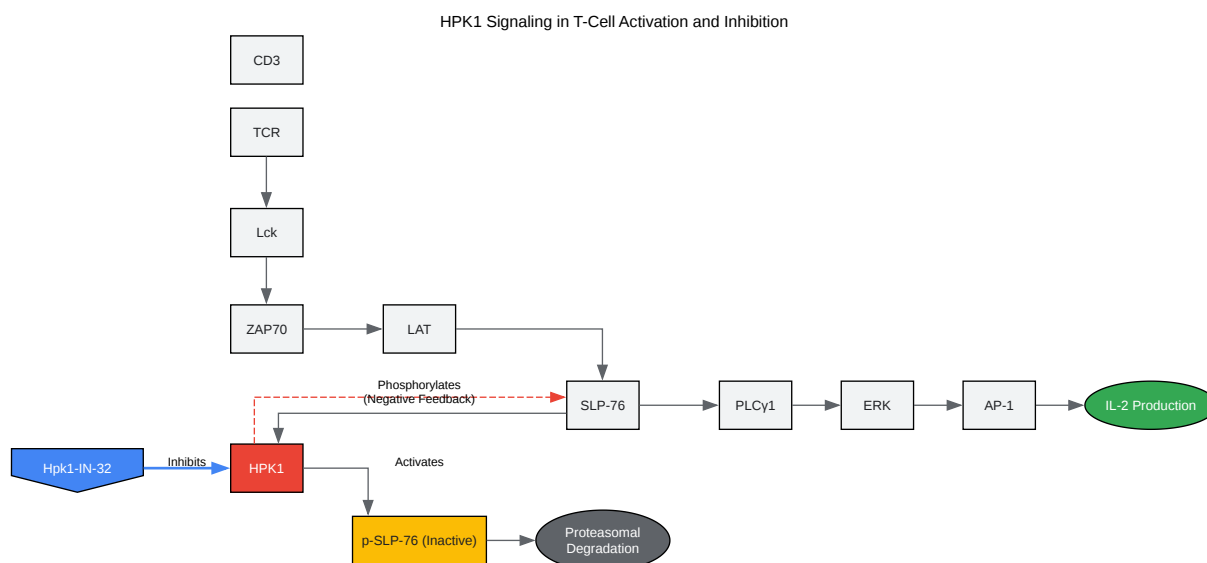 HPK1 Signaling in T-Cell Activation and Inhibition
CD3
TCR
Lck
ZAP70
LAT
Phosphorylates
(Negative Feedback)
SLP-76
PLCγ1
ERK
AP-1
IL-2 Production
Hpk1-IN-32
Inhibits
HPK1
Activates
p-SLP-76 (Inactive)
Proteasomal
Degradation